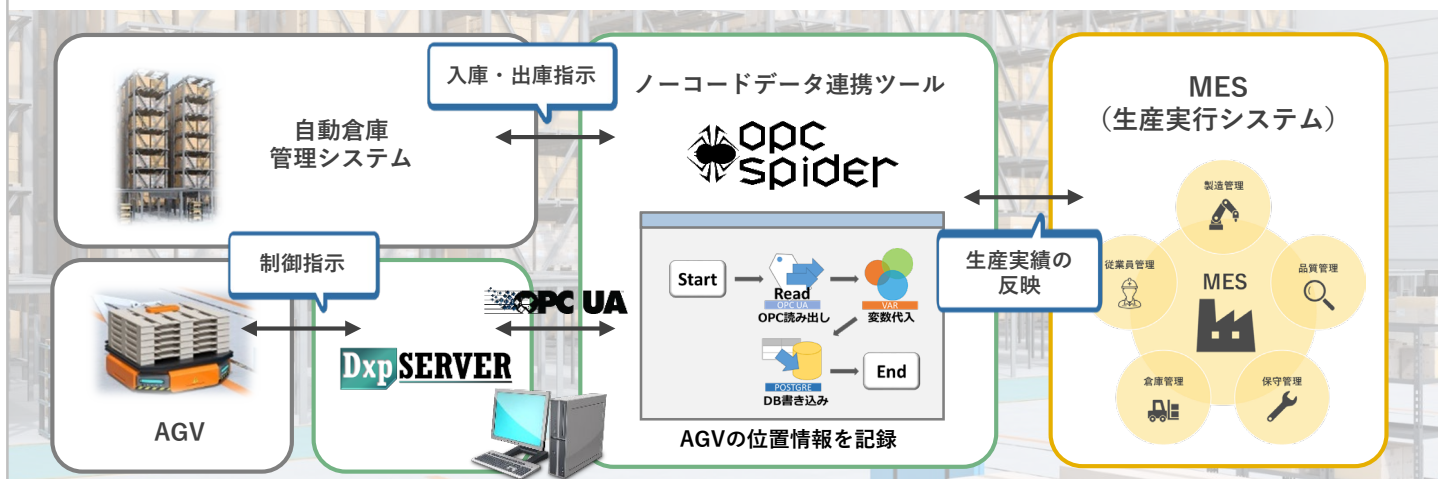 入庫・出庫指示
自動倉庫
管理システム
ノーコードデータ連携ツール
opc
spider
MES
（生産実行システム）
制御指示
AGV
OPC UA
DxpSERVER
Start
Read
OPC UA
OPC読み出し
VAR
変数代入
POSTGRE
DB書き込み
End
AGVの位置情報を記録
生産実績の
反映
製造管理
従業員管理
品質管理
MES
倉庫管理
保守管理